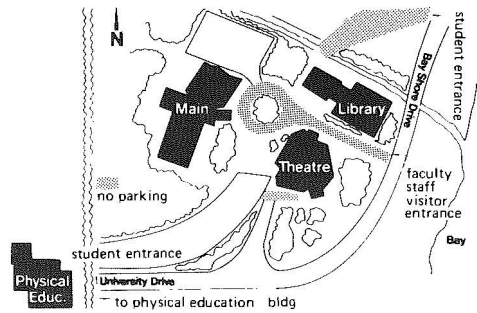 N
student entrance
Bay Shore Drive
Main
Library
Theatre
no parking
faculty
staff
visitor
entrance
Bay
student entrance
Physical
Educ.
University Drive
to physical education bldg